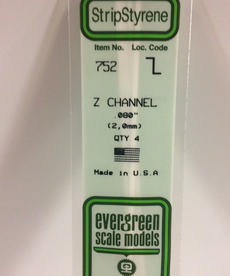 StripStyrene
Item No. Loc. Code
752
Z CHANNEL
.080"
(2,0mm)
QTY 4
Made in U.S.A
evergreen
scale models